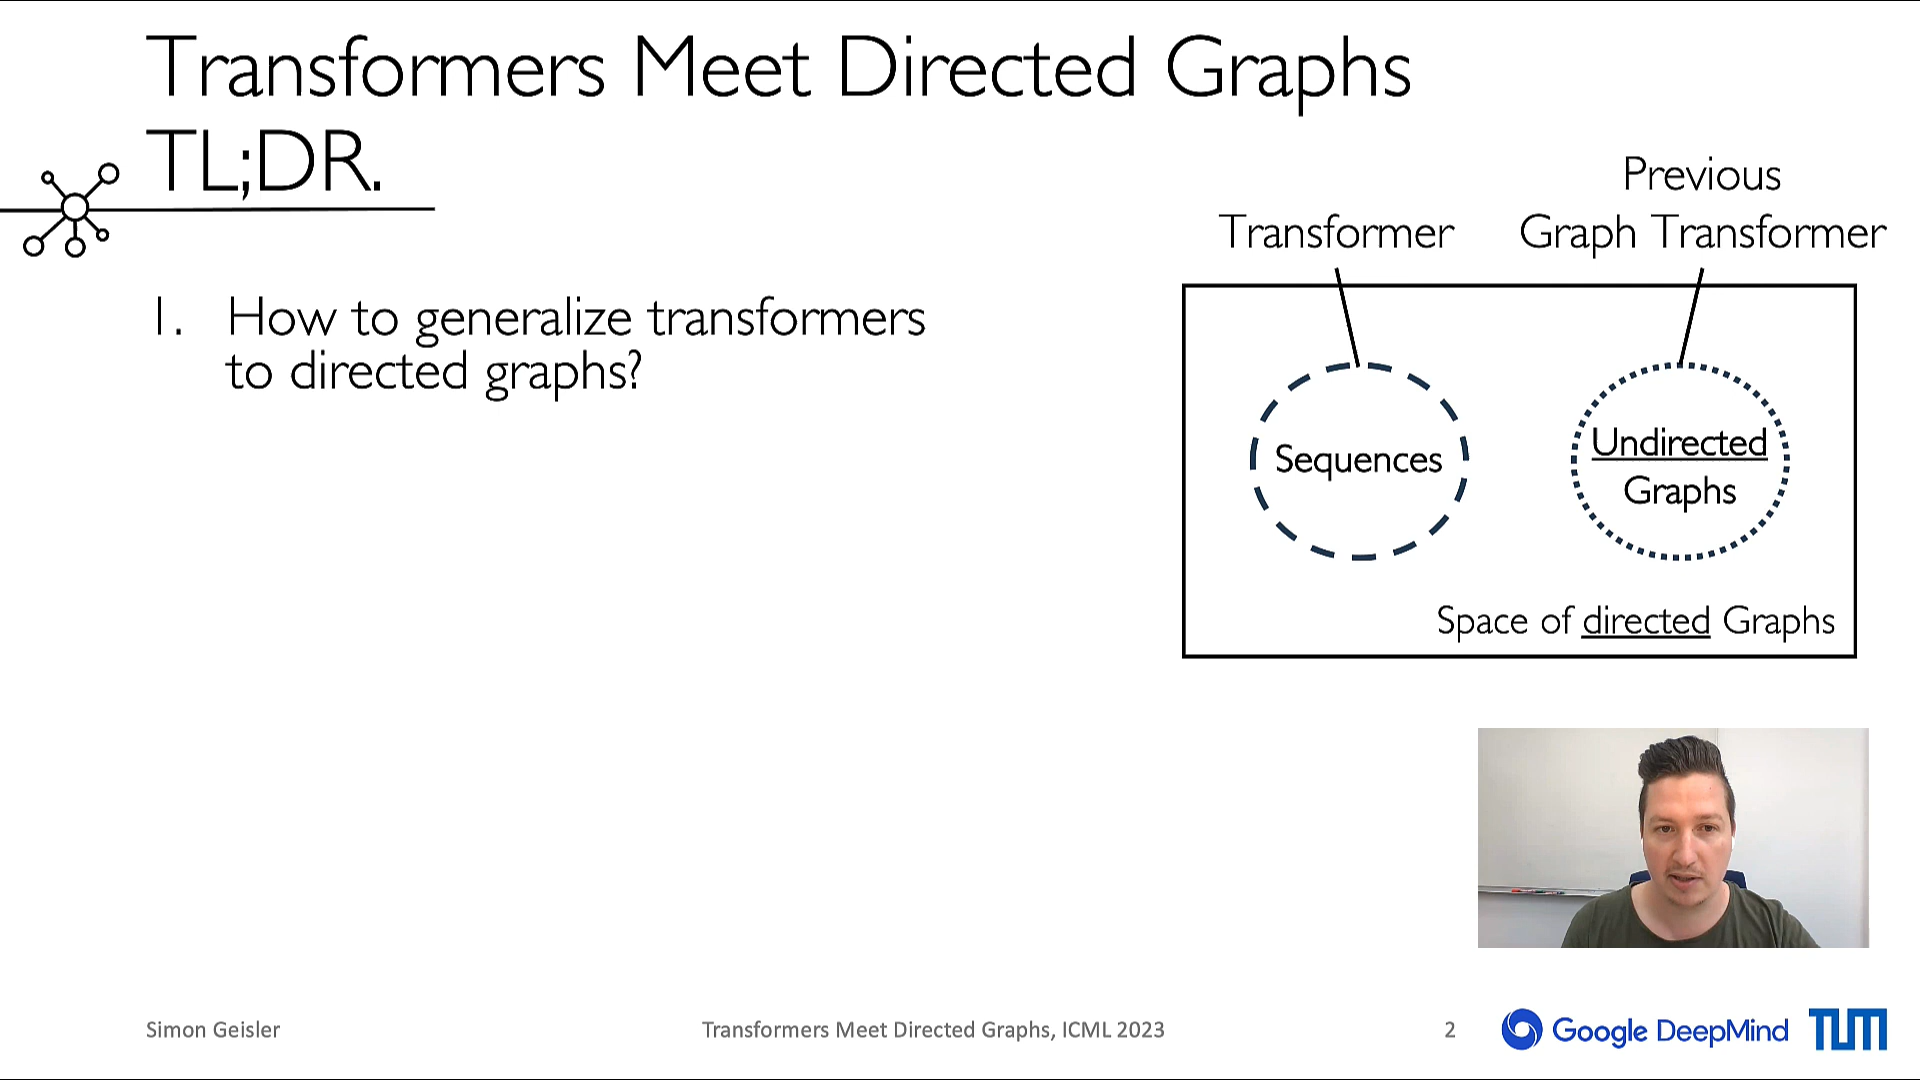 Transformers Meet Directed Graphs
TL;DR.
1. How to generalize transformers
to directed graphs?
Transformer
Previous
Graph Transformer
Sequences
Undirected
Graphs
Space of directed Graphs
Simon Geisler
Transformers Meet Directed Graphs, ICML 2023
2
Google DeepMind
TUM